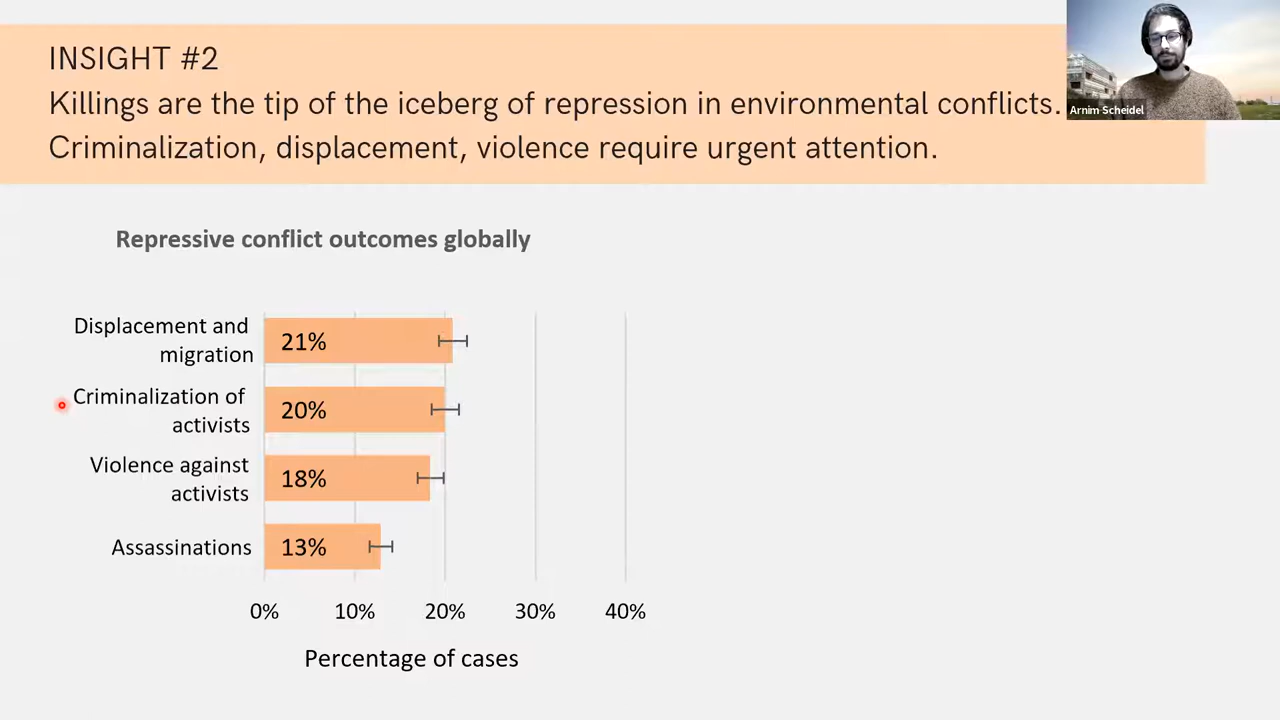 INSIGHT #2
Killings are the tip of the iceberg of repression in environmental conflicts.
Criminalization, displacement, violence require urgent attention.
Arnim Scheidel
Repressive conflict outcomes globally
Displacement and
migration
21%
Criminalization of
activists
20%
Violence against
activists
18%
Assassinations
13%
0% 10% 20% 30% 40%
Percentage of cases